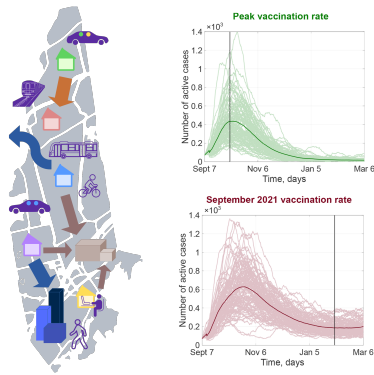 Peak vaccination rate
×10³
1.4
1.2
1
0.8
0.6
0.4
0.2
0
Number of active cases
Sept 7 Nov 6 Jan 5 Mar 6
Time, days
September 2021 vaccination rate
×10³
1.4
1.2
1
0.8
0.6
0.4
0.2
0
Number of active cases
Sept 7 Nov 6 Jan 5 Mar 6
Time, days